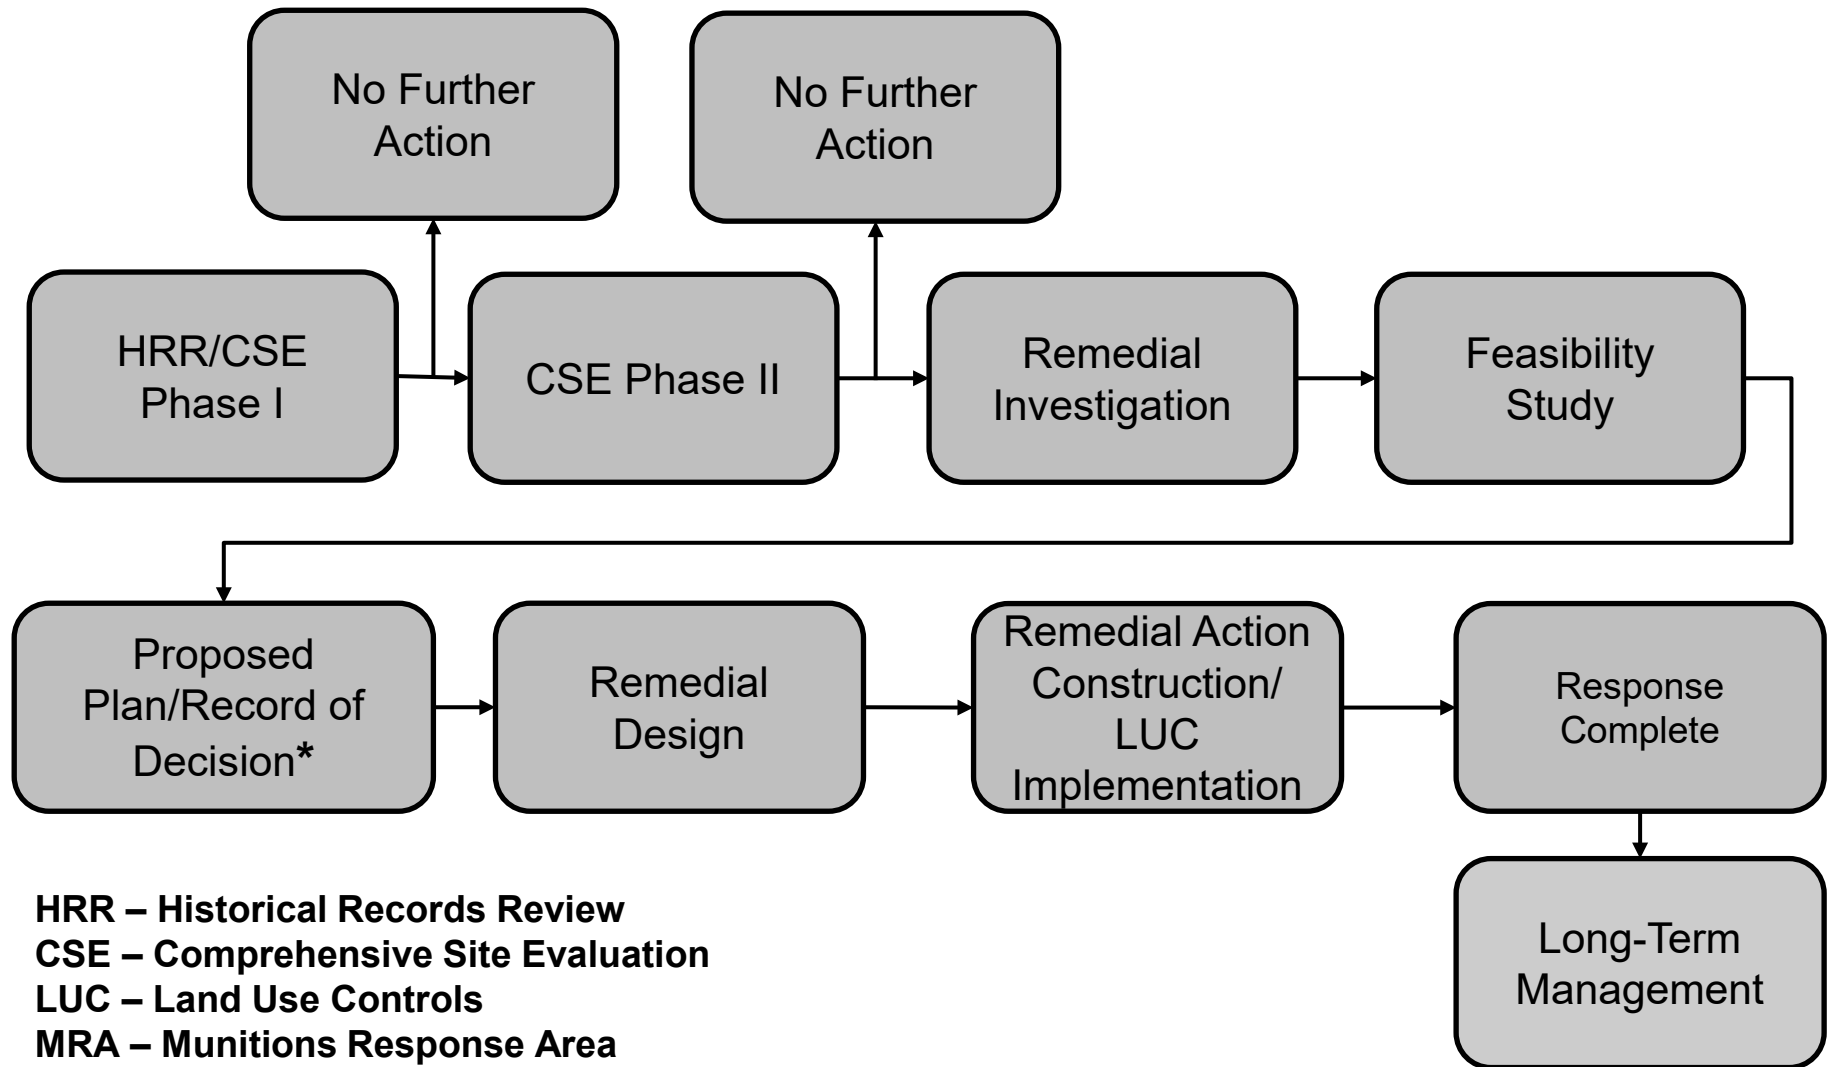 No Further
Action
No Further
Action
HRR/CSE
Phase I
CSE Phase II
Remedial
Investigation
Feasibility
Study
Proposed
Plan/Record of
Decision*
Remedial
Design
Remedial Action
Construction/
LUC
Implementation
Response
Complete
Long-Term
Management
HRR – Historical Records Review
CSE – Comprehensive Site Evaluation
LUC – Land Use Controls
MRA – Munitions Response Area